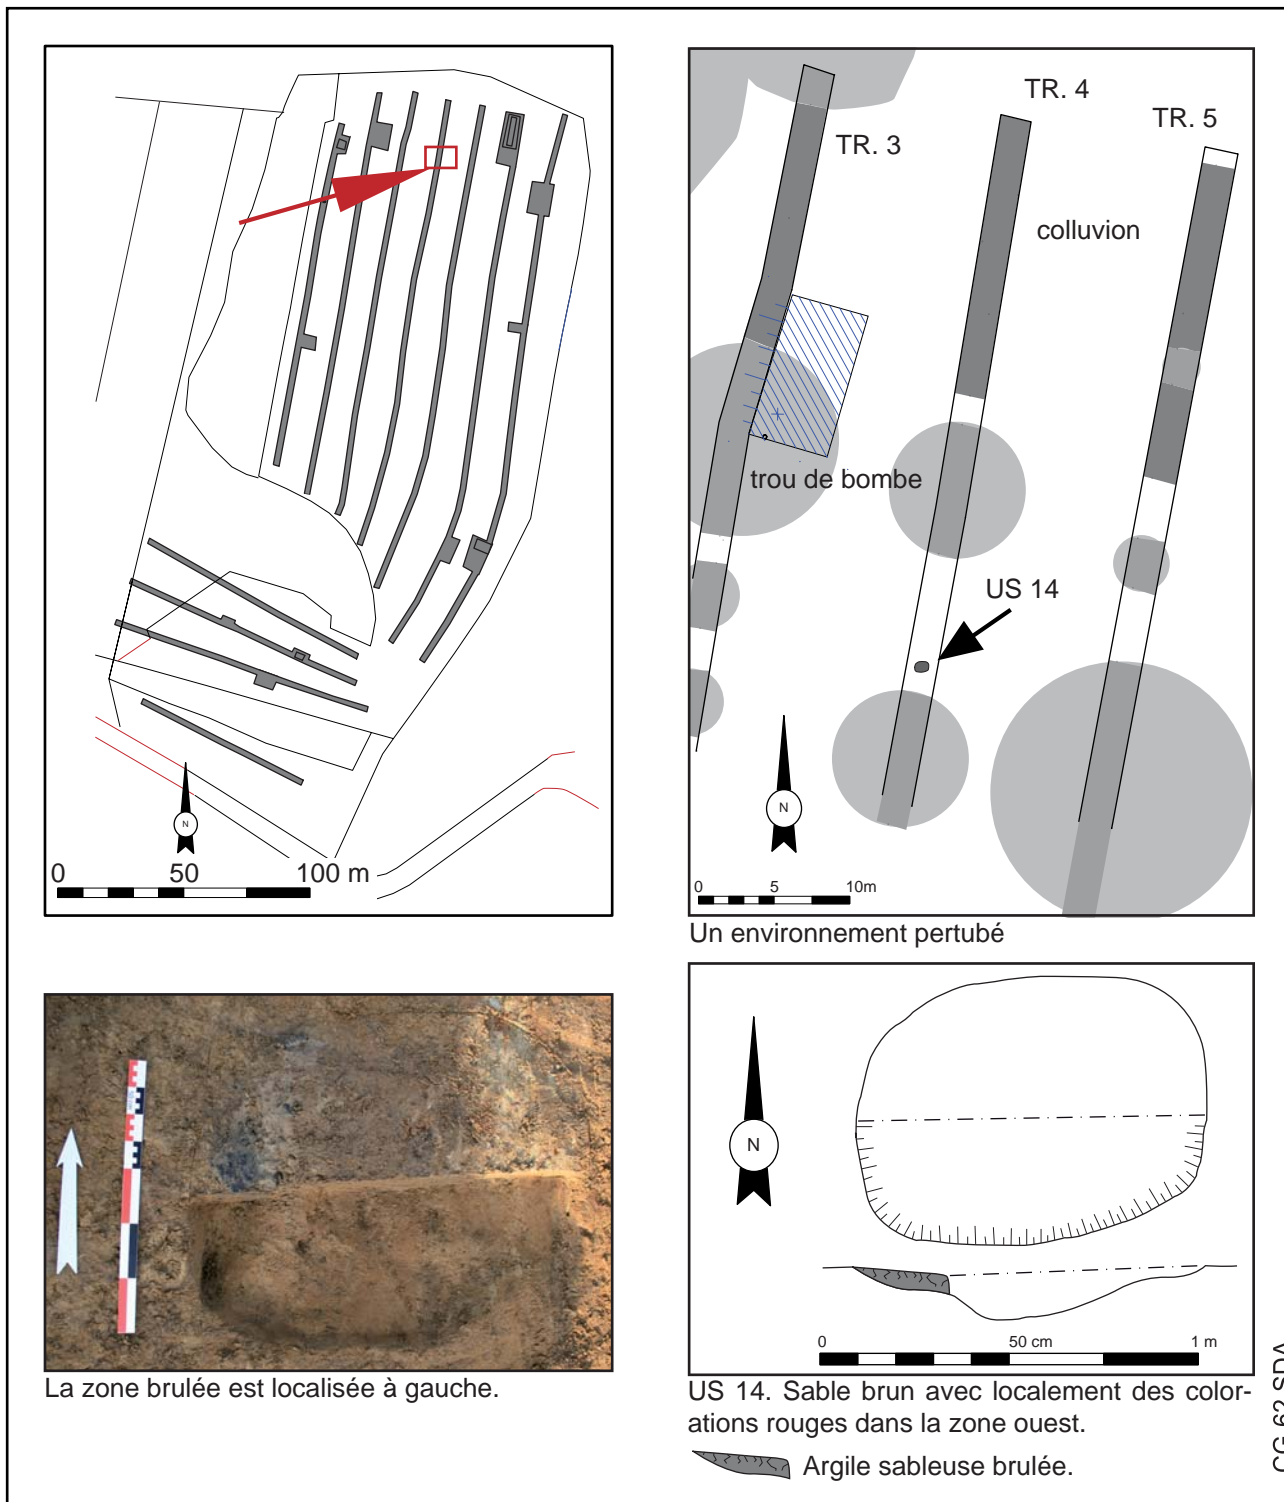 0 50 100 m
N
TR. 3
TR. 4
TR. 5
colluvion
trou de bombe
US 14
N
0 5 10m
Un environnement pertubé
La zone brulée est localisée à gauche.
N
0 50 cm 1 m
US 14. Sable brun avec localement des color-
ations rouges dans la zone ouest.
Argile sableuse brulée.
CG 62 SDA